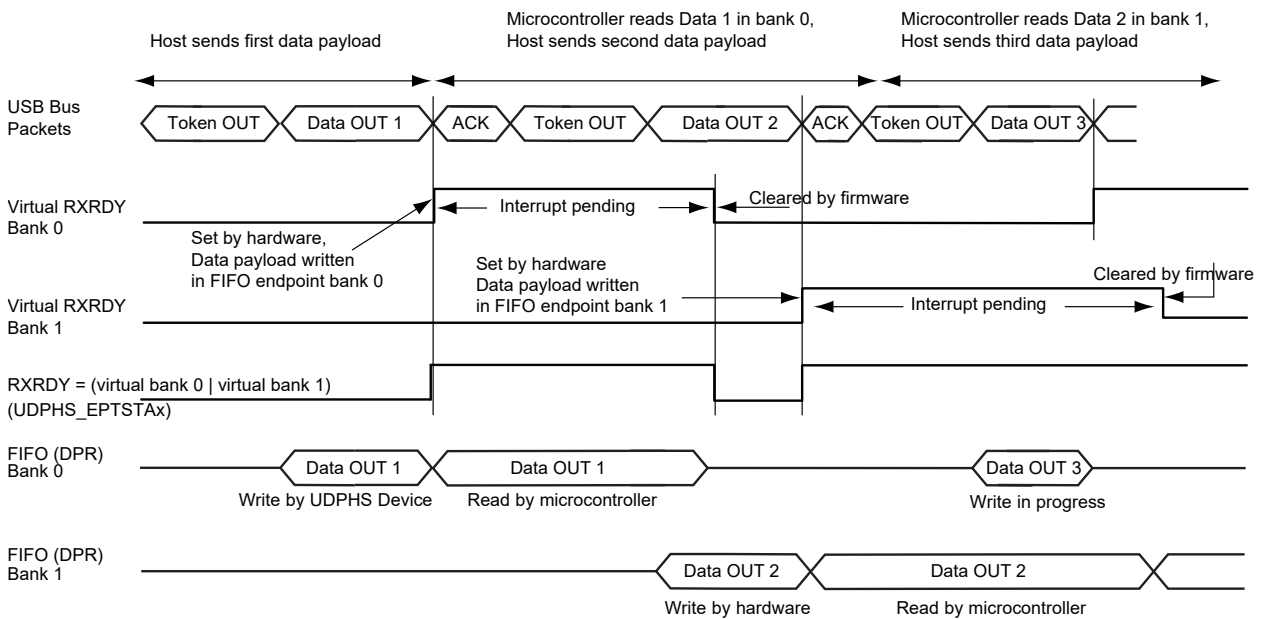 Host sends first data payload
Microcontroller reads Data 1 in bank 0,
Host sends second data payload
Microcontroller reads Data 2 in bank 1,
Host sends third data payload
USB Bus
Packets
Token OUT
Data OUT 1
ACK
Token OUT
Data OUT 2
ACK
Token OUT
Data OUT 3
Virtual RXRDY
Bank 0
Interrupt pending
Cleared by firmware
Set by hardware,
Data payload written
in FIFO endpoint bank 0
Set by hardware
Data payload written
in FIFO endpoint bank 1
Cleared by firmware
Virtual RXRDY
Bank 1
Interrupt pending
RXRDY = (virtual bank 0 | virtual bank 1)
(UDPHS_EPTSTAx)
FIFO (DPR)
Bank 0
Data OUT 1
Data OUT 1
Data OUT 3
Write by UDPHS Device
Read by microcontroller
Write in progress
FIFO (DPR)
Bank 1
Data OUT 2
Data OUT 2
Write by hardware
Read by microcontroller